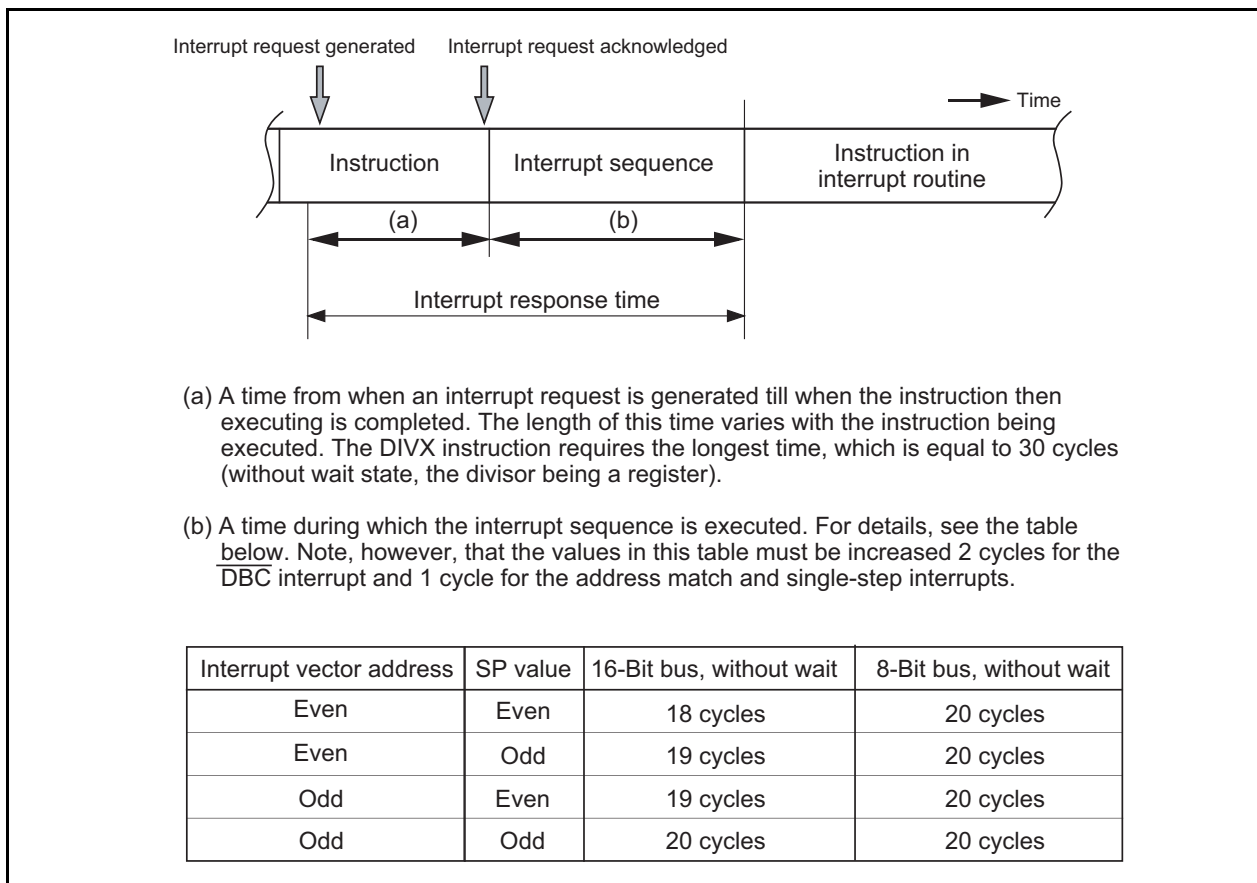 Interrupt request generated
Interrupt request acknowledged
Time
Instruction
Interrupt sequence
Instruction in
interrupt routine
(a)
(b)
Interrupt response time
(a) A time from when an interrupt request is generated till when the instruction then
executing is completed. The length of this time varies with the instruction being
executed. The DIVX instruction requires the longest time, which is equal to 30 cycles
(without wait state, the divisor being a register).
(b) A time during which the interrupt sequence is executed. For details, see the table
below. Note, however, that the values in this table must be increased 2 cycles for the
DBC interrupt and 1 cycle for the address match and single-step interrupts.
Interrupt vector address SP value 16-Bit bus, without wait 8-Bit bus, without wait
Even Even 18 cycles 20 cycles
Even Odd 19 cycles 20 cycles
Odd Even 19 cycles 20 cycles
Odd Odd 20 cycles 20 cycles